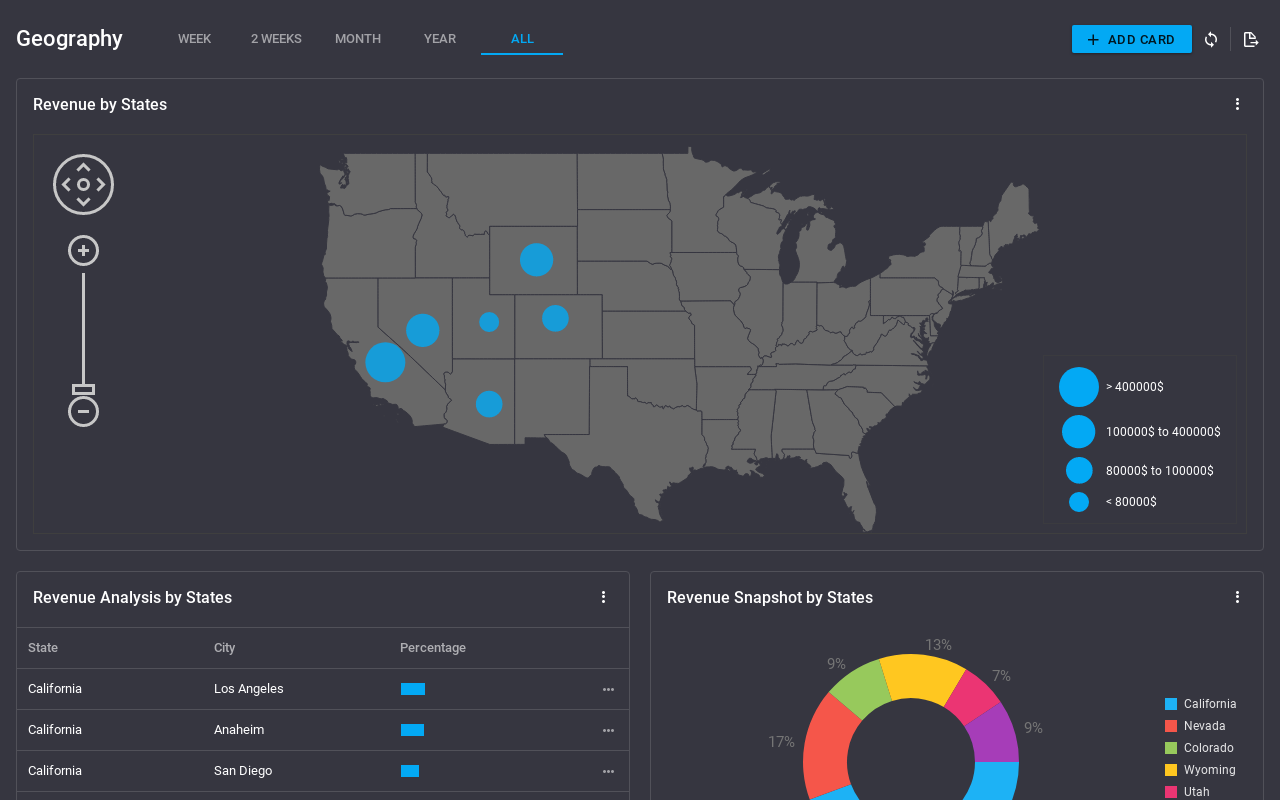 Geography
WEEK
2 WEEKS
MONTH
YEAR
ALL
ADD CARD
Revenue by States
> 400000$
100000$ to 400000$
80000$ to 100000$
< 80000$
Revenue Analysis by States
State City Percentage
California Los Angeles
California Anaheim
California San Diego
Revenue Snapshot by States
13%
9%
7%
9%
17%
California
Nevada
Colorado
Wyoming
Utah